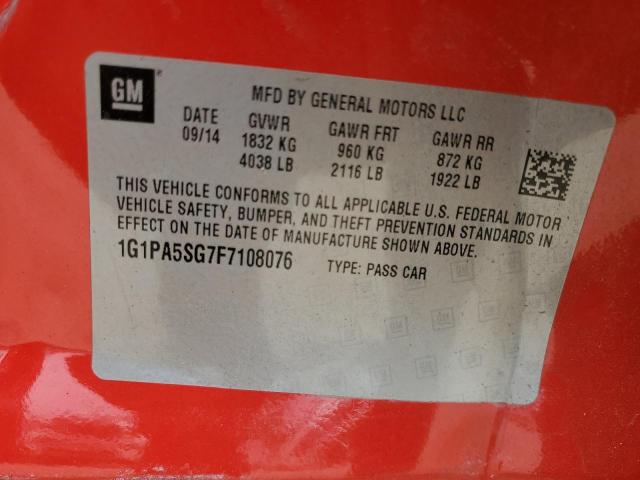 GM
MFD BY GENERAL MOTORS LLC
DATE GVWR GAWR FRT GAWR RR
09/14 1832 KG 960 KG 872 KG
4038 LB 2116 LB 1922 LB
THIS VEHICLE CONFORMS TO ALL APPLICABLE U.S. FEDERAL MOTOR
VEHICLE SAFETY, BUMPER, AND THEFT PREVENTION STANDARDS IN
EFFECT ON THE DATE OF MANUFACTURE SHOWN ABOVE.
1G1PA5SG7F7108076 TYPE: PASS CAR